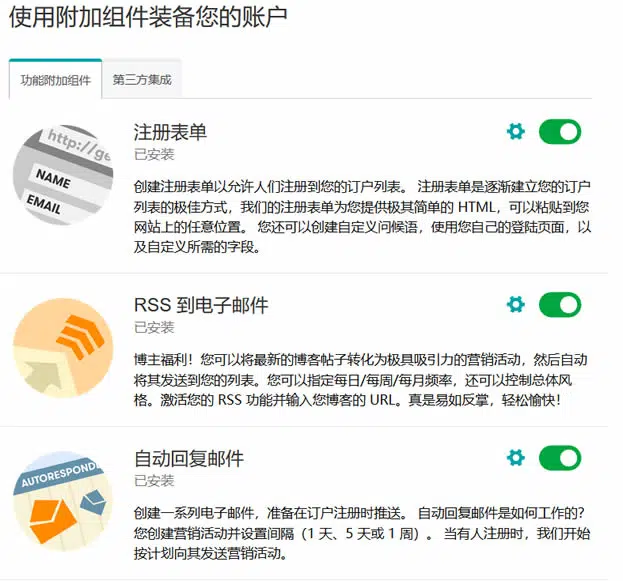 使用附加组件装备您的账户
功能附加组件
第三方集成
http://ge
NAME
EMAIL
注册表单
已安装
创建注册表单以允许人们注册到您的订户列表。 注册表单是逐渐建立您的订户
列表的极佳方式，我们的注册表单为您提供极其简单的 HTML，可以粘贴到您
网站上的任意位置。 您还可以创建自定义问候语，使用您自己的登陆页面，以
及自定义所需的字段。
RSS 到电子邮件
已安装
博主福利！您可以将最新的博客帖子转化为极具吸引力的营销活动，然后自动
将其发送到您的列表。您可以指定每日/每周/每月频率，还可以控制总体风
格。激活您的 RSS 功能并输入您博客的 URL。真是易如反掌，轻松愉快！
AUTORESPOND
自动回复邮件
已安装
创建一系列电子邮件，准备在订户注册时推送。 自动回复邮件是如何工作的？
您创建营销活动并设置间隔（1 天、5 天或 1 周）。 当有人注册时，我们开始
按计划向其发送营销活动。